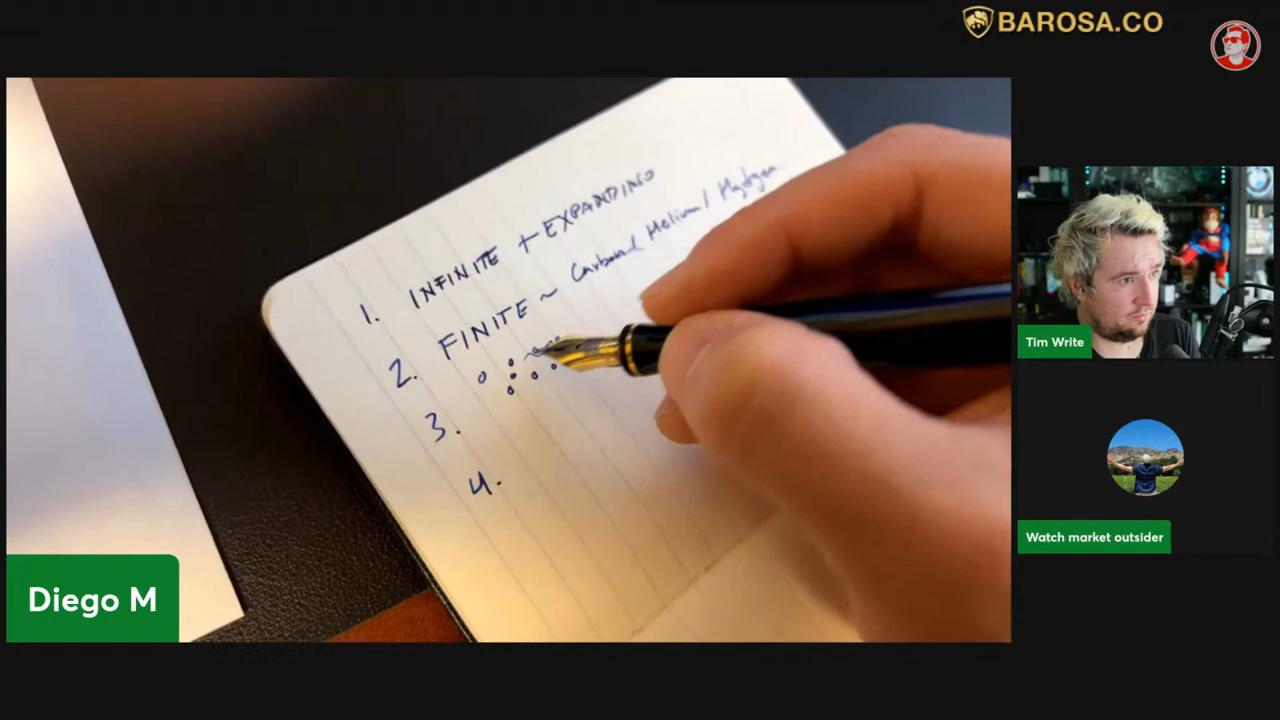 BAROSA.CO
1. INFINITE + EXPANDING
2. FINITE ~ Carbon/Helium/Hydrogen
3.
4.
Tim Write
Watch market outsider
Diego M